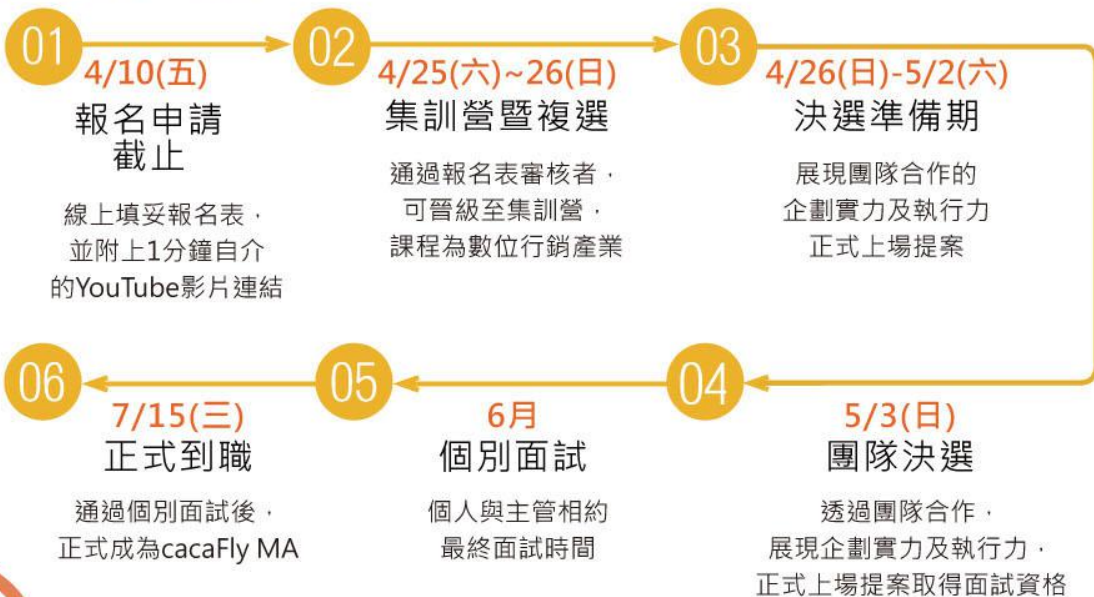 01
4/10(五)
報名申請
截止
線上填妥報名表，
並附上1分鐘自介
的YouTube影片連結
02
4/25(六)~26(日)
集訓營暨複選
通過報名表審核者，
可晉級至集訓營，
課程為數位行銷產業
03
4/26(日)-5/2(六)
決選準備期
展現團隊合作的
企劃實力及執行力
正式上場提案
04
5/3(日)
團隊決選
透過團隊合作，
展現企劃實力及執行力，
正式上場提案取得面試資格
05
6月
個別面試
個人與主管相約
最終面試時間
06
7/15(三)
正式到職
通過個別面試後，
正式成為cacaFly MA